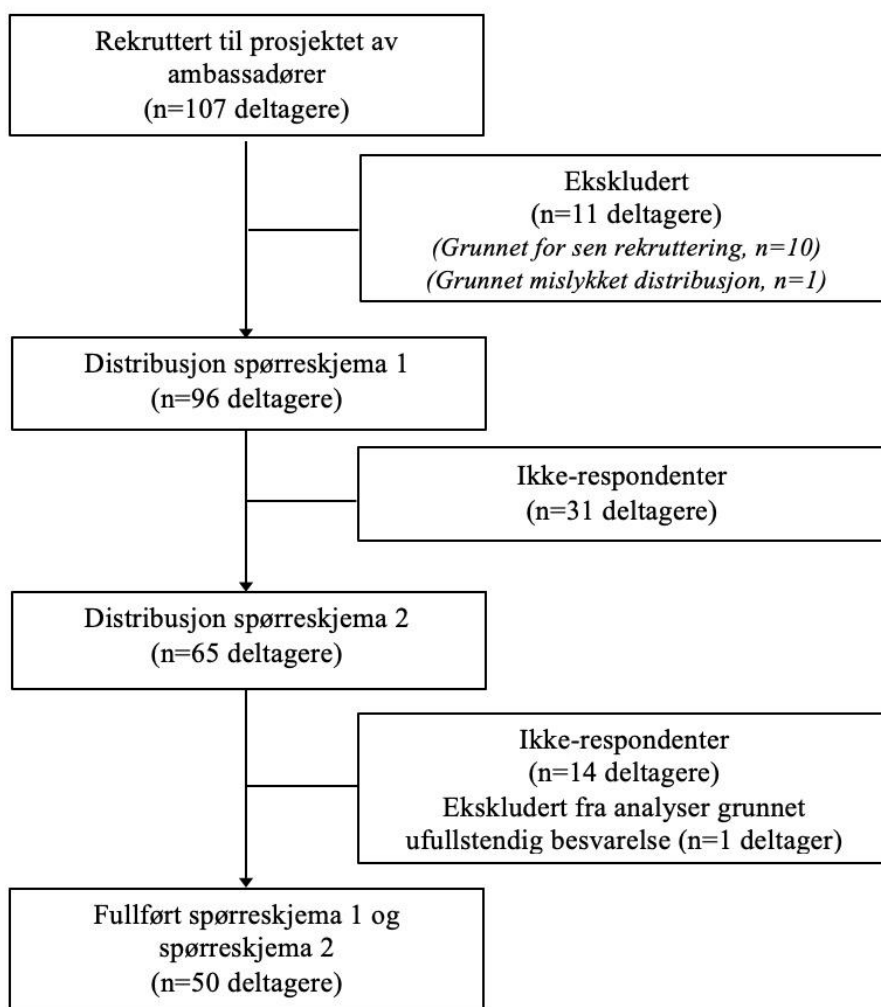 Rekruttert til prosjektet av
ambassadører
(n=107 deltagere)
Ekskludert
(n=11 deltagere)
(Grunnet for sen rekruttering, n=10)
(Grunnet mislykket distribusjon, n=1)
Distribusjon spørreskjema 1
(n=96 deltagere)
Ikke-respondenter
(n=31 deltagere)
Distribusjon spørreskjema 2
(n=65 deltagere)
Ikke-respondenter
(n=14 deltagere)
Ekskludert fra analyser grunnet
ufullstendig besvarelse (n=1 deltager)
Fullført spørreskjema 1 og
spørreskjema 2
(n=50 deltagere)